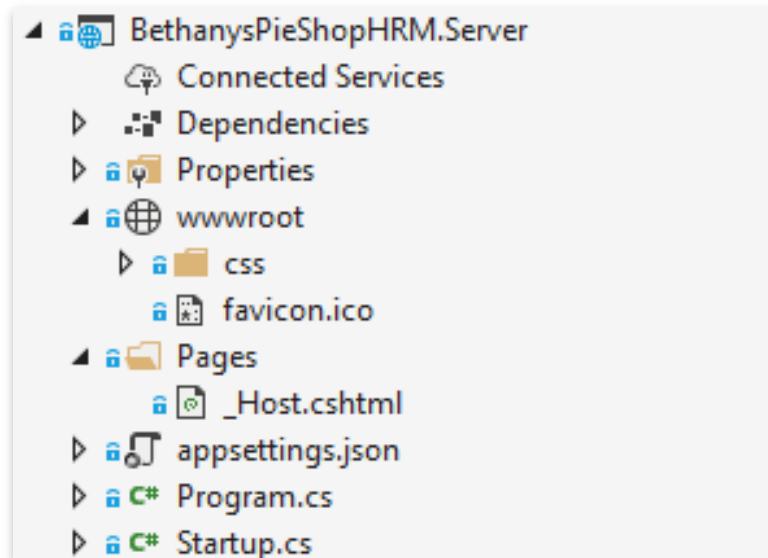 BethanysPieShopHRM.Server
Connected Services
Dependencies
Properties
wwwroot
css
favicon.ico
Pages
_Host.cshtml
appsettings.json
C# Program.cs
C# Startup.cs